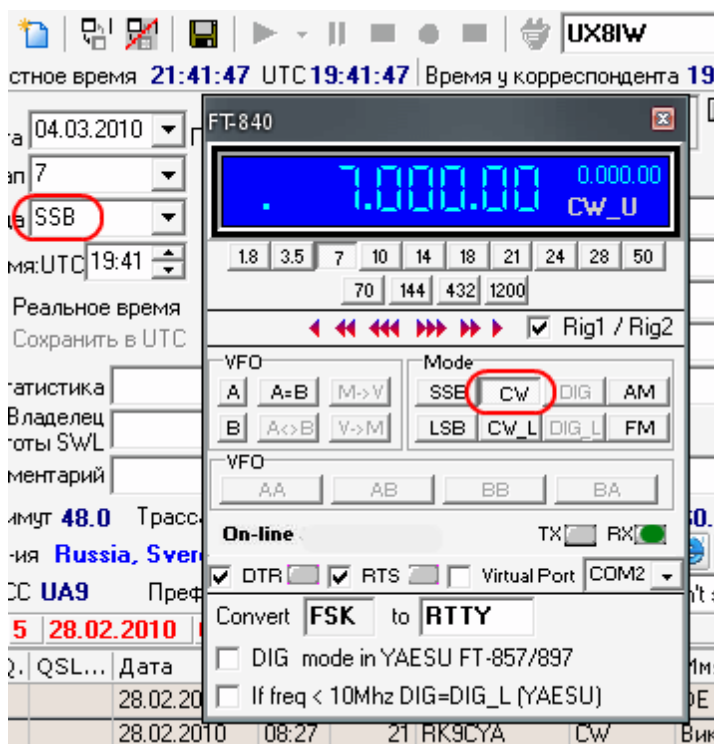 UX8IW
стное время 21:41:47 UTC 19:41:47 Время у корреспондента 19
04.03.2010
7
SSB
мя:UTC 19:41
Реальное время
Сохранить в UTC
татистика
Владелец
тоты SWL
ментарий
имут 48.0 Трасса
-ия Russia, Sver
СС UA9 Преф
5 28.02.2010
QSL... Дата
28.02.20
28.02.2010 08:27 21 RK9CYA CW Вик
FT-840
. 7.000.00 0.000.00
CW_U
1.8 3.5 7 10 14 18 21 24 28 50
70 144 432 1200
Rig1 / Rig2
VFO Mode
A A=B M->V SSB CW DIG AM
B A<>B V->M LSB CW_L DIG_L FM
VFO
AA AB BB BA
On-line TX RX
DTR RTS Virtual Port COM2
Convert FSK to RTTY
DIG mode in YAESU FT-857/897
If freq < 10Mhz DIG=DIG_L (YAESU)